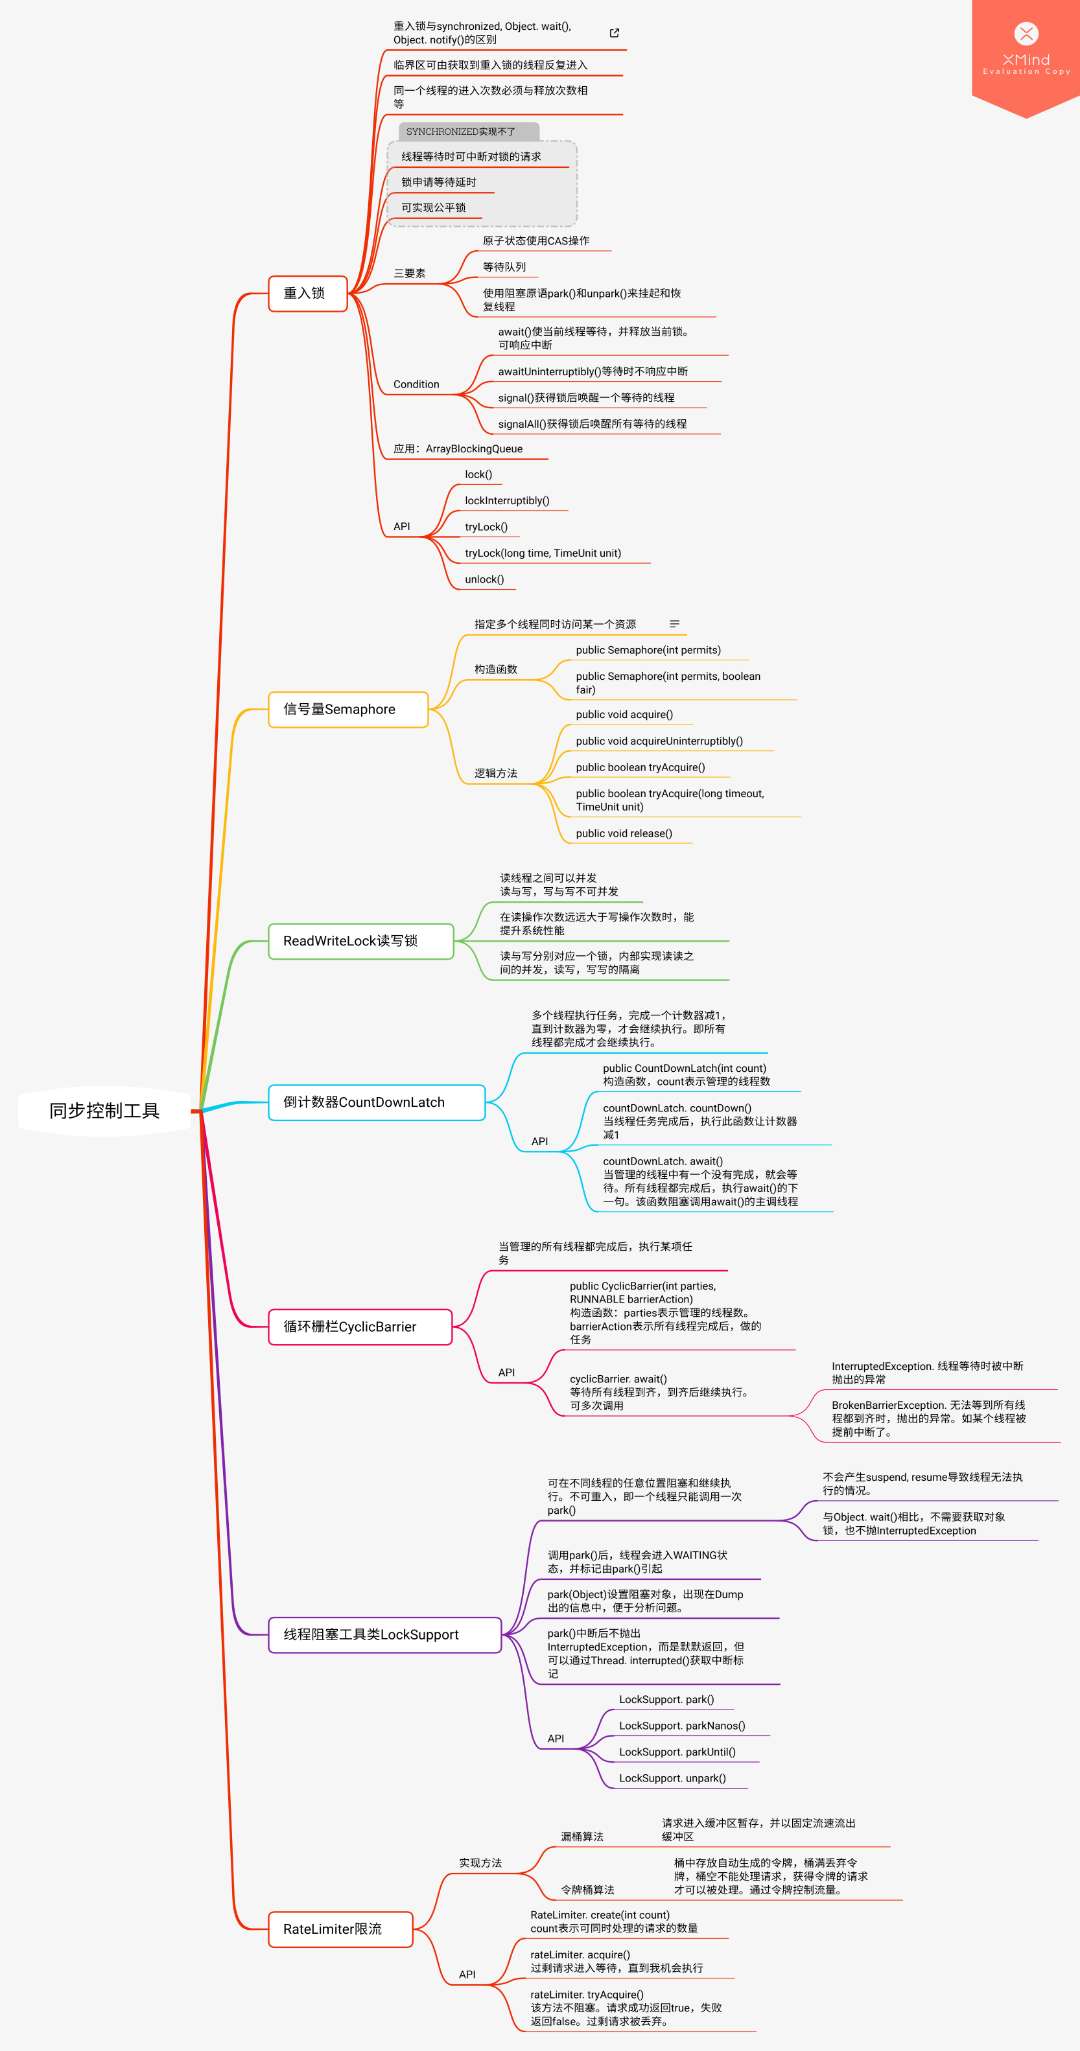 XMind
Evaluation Copy
同步控制工具
重入锁
重入锁与synchronized, Object. wait(),
Object. notify()的区别
临界区可由获取到重入锁的线程反复进入
同一个线程的进入次数必须与释放次数相
等
SYNCHRONIZED实现不了
线程等待时可中断对锁的请求
锁申请等待延时
可实现公平锁
三要素
原子状态使用CAS操作
等待队列
使用阻塞原语park()和unpark()来挂起和恢
复线程
Condition
await()使当前线程等待，并释放当前锁。
可响应中断
awaitUninterruptibly()等待时不响应中断
signal()获得锁后唤醒一个等待的线程
signalAll()获得锁后唤醒所有等待的线程
应用：ArrayBlockingQueue
API
lock()
lockInterruptibly()
tryLock()
tryLock(long time, TimeUnit unit)
unlock()
信号量Semaphore
指定多个线程同时访问某一个资源
构造函数
public Semaphore(int permits)
public Semaphore(int permits, boolean
fair)
逻辑方法
public void acquire()
public void acquireUninterruptibly()
public boolean tryAcquire()
public boolean tryAcquire(long timeout,
TimeUnit unit)
public void release()
ReadWriteLock读写锁
读线程之间可以并发
读与写，写与写不可并发
在读操作次数远远大于写操作次数时，能
提升系统性能
读与写分别对应一个锁，内部实现读读之
间的并发，读写，写写的隔离
倒计数器CountDownLatch
多个线程执行任务，完成一个计数器减1，
直到计数器为零，才会继续执行。即所有
线程都完成才会继续执行。
API
public CountDownLatch(int count)
构造函数，count表示管理的线程数
countDownLatch. countDown()
当线程任务完成后，执行此函数让计数器
减1
countDownLatch. await()
当管理的线程中有一个没有完成，就会等
待。所有线程都完成后，执行await()的下
一句。该函数阻塞调用await()的主调线程
循环栅栏CyclicBarrier
当管理的所有线程都完成后，执行某项任
务
API
public CyclicBarrier(int parties,
RUNNABLE barrierAction)
构造函数：parties表示管理的线程数。
barrierAction表示所有线程完成后，做的
任务
cyclicBarrier. await()
等待所有线程到齐，到齐后继续执行。
可多次调用
InterruptedException. 线程等待时被中断
抛出的异常
BrokenBarrierException. 无法等到所有线
程都到齐时，抛出的异常。如某个线程被
提前中断了。
线程阻塞工具类LockSupport
可在不同线程的任意位置阻塞和继续执
行。不可重入，即一个线程只能调用一次
park()
不会产生suspend, resume导致线程无法执
行的情况。
与Object. wait()相比，不需要获取对象
锁，也不抛InterruptedException
调用park()后，线程会进入WAITING状
态，并标记由park()引起
park(Object)设置阻塞对象，出现在Dump
出的信息中，便于分析问题。
park()中断后不抛出
InterruptedException，而是默默返回，但
可以通过Thread. interrupted()获取中断标
记
API
LockSupport. park()
LockSupport. parkNanos()
LockSupport. parkUntil()
LockSupport. unpark()
RateLimiter限流
实现方法
漏桶算法
请求进入缓冲区暂存，并以固定流速流出
缓冲区
令牌桶算法
桶中存放自动生成的令牌，桶满丢弃令
牌，桶空不能处理请求，获得令牌的请求
才可以被处理。通过令牌控制流量。
API
RateLimiter. create(int count)
count表示可同时处理的请求的数量
rateLimiter. acquire()
过剩请求进入等待，直到我机会执行
rateLimiter. tryAcquire()
该方法不阻塞。请求成功返回true，失败
返回false。过剩请求被丢弃。